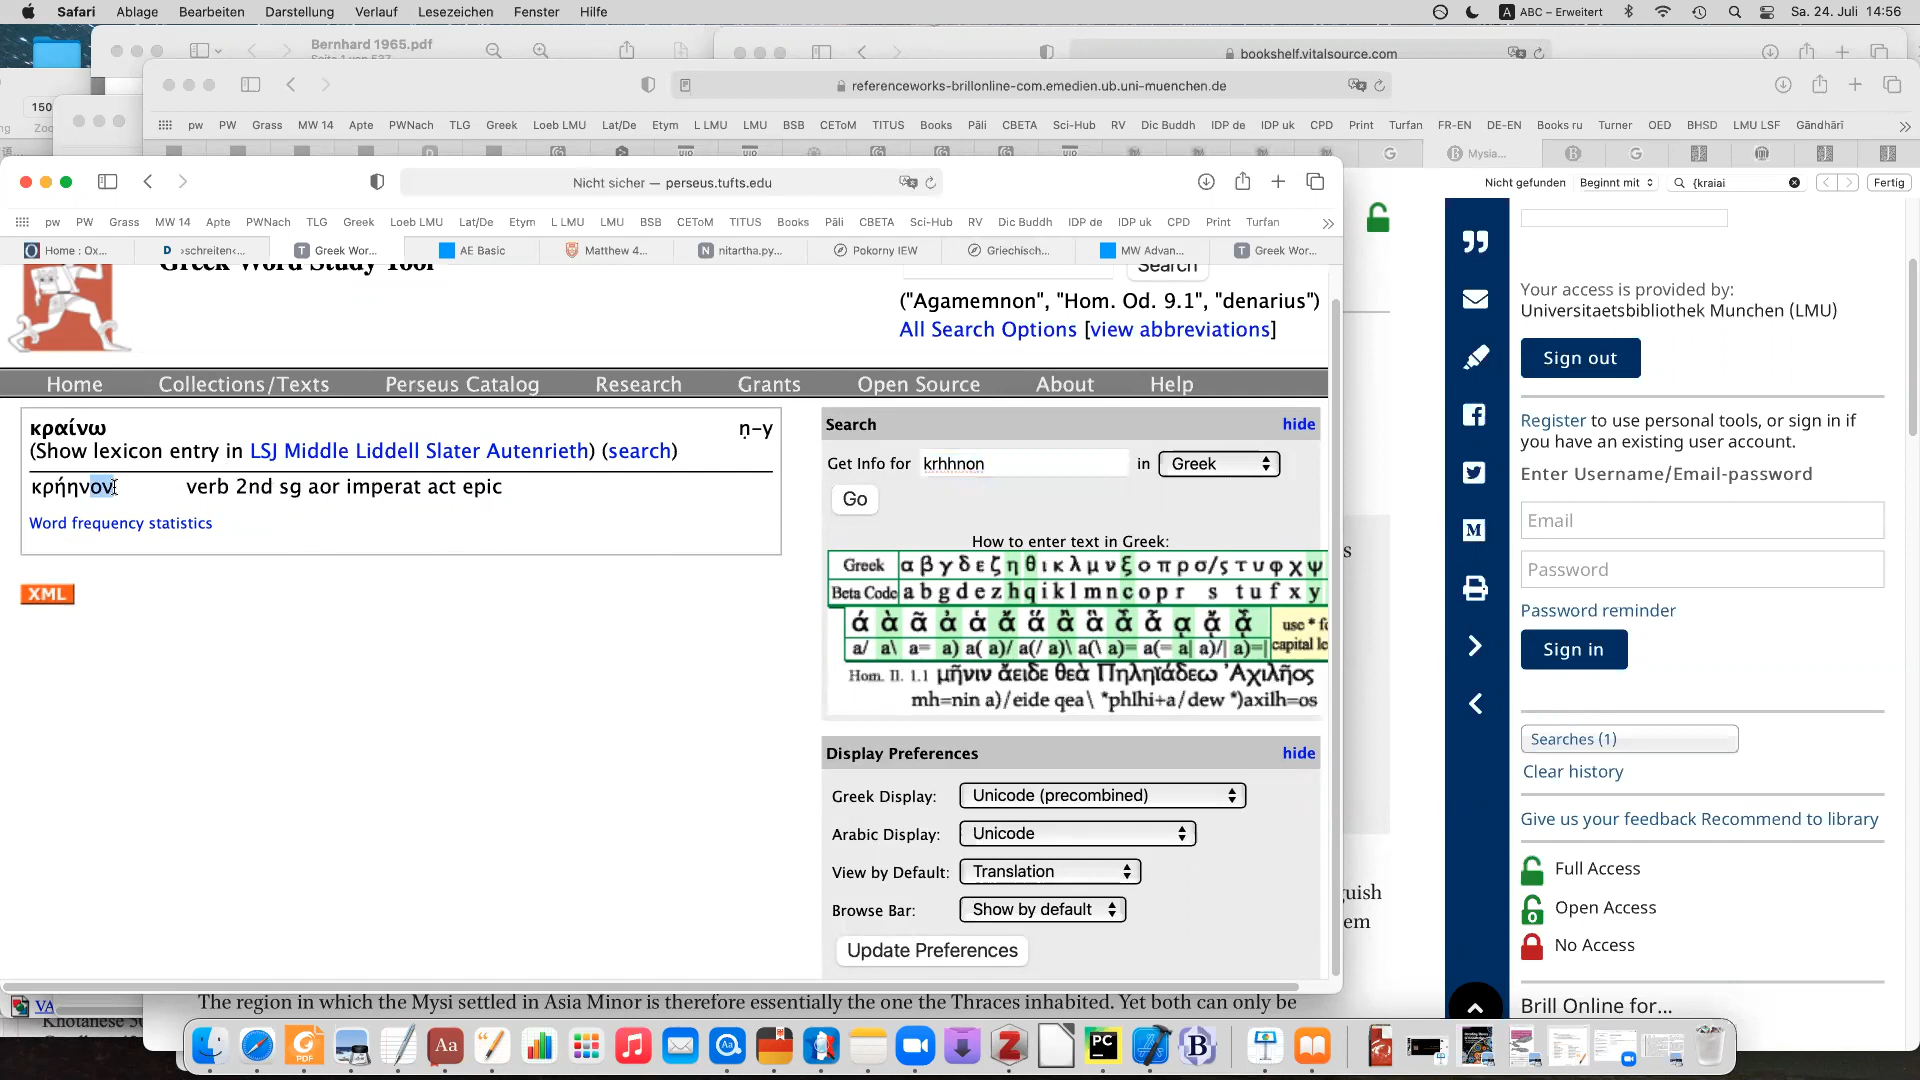 Safari Ablage Bearbeiten Darstellung Verlauf Lesezeichen Fenster Hilfe A ABC – Erweitert Sa. 24. Juli 14:56
Bernhard 1965.pdf
bookshelf.vitalsource.com
150
referenceworks-brillonline-com.emedien.ub.uni-muenchen.de
pw PW Grass MW 14 Apte PWNach TLG Greek Loeb LMU Lat/De Etym L LMU LMU BSB CEToM TITUS Books Pāli CBETA Sci-Hub RV Dic Buddh IDP de IDP uk CPD Print Turfan FR-EN DE-EN Books ru Turner OED BHSD LMU LSF Gāndhārī
Mysia...
Nicht sicher — perseus.tufts.edu
Nicht gefunden Beginnt mit {kraiai Fertig
pw PW Grass MW 14 Apte PWNach TLG Greek Loeb LMU Lat/De Etym L LMU LMU BSB CEToM TITUS Books Pāli CBETA Sci-Hub RV Dic Buddh IDP de IDP uk CPD Print Turfan
Home : Ox... ›schreiten‹... Greek Wor... AE Basic Matthew 4... nitartha.py... Pokorny IEW Griechisch... MW Advan... Greek Wor...
Greek Word Study Tool
Search
("Agamemnon", "Hom. Od. 9.1", "denarius")
All Search Options [view abbreviations]
Home Collections/Texts Perseus Catalog Research Grants Open Source About Help
κραίνω ṇ-y
(Show lexicon entry in LSJ Middle Liddell Slater Autenrieth) (search)
κρήηνον verb 2nd sg aor imperat act epic
Word frequency statistics
XML
Search hide
Get Info for krhhnon in Greek
Go
How to enter text in Greek:
Greek α β γ δ ε ζ η θ ι κ λ μ ν ξ ο π ρ σ/ς τ υ φ χ ψ
Beta Code a b g d e z h q i k l m n c o p r s t u f x y
ά ὰ ᾶ ἀ ἁ ἄ ἅ ἂ ἃ ἆ ἇ ᾳ ᾴ ᾆ
a/ a\ a= a) a( a)/ a(/ a)\ a(\ a)= a(= a| a)/| a)=|
Hom. Il. 1.1 μῆνιν ἄειδε θεὰ Πηληϊάδεω Ἀχιλῆος
mh=nin a)/eide qea\ *phlhi+a/dew *)axilh=os
Display Preferences hide
Greek Display: Unicode (precombined)
Arabic Display: Unicode
View by Default: Translation
Browse Bar: Show by default
Update Preferences
Your access is provided by:
Universitaetsbibliothek Munchen (LMU)
Sign out
Register to use personal tools, or sign in if
you have an existing user account.
Enter Username/Email-password
Email
Password
Password reminder
Sign in
Searches (1)
Clear history
Give us your feedback Recommend to library
Full Access
Open Access
No Access
Brill Online for...
VA
The region in which the Mysi settled in Asia Minor is therefore essentially the one the Thraces inhabited. Yet both can only be